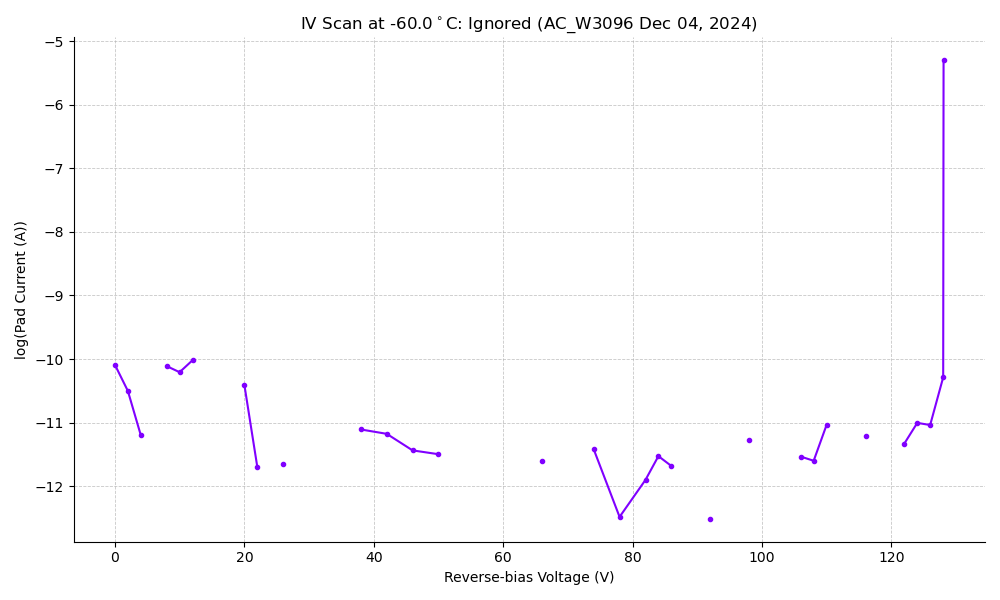 IV Scan at -60.0°C: Ignored (AC_W3096 Dec 04, 2024)
log(Pad Current (A))
−5
−6
−7
−8
−9
−10
−11
−12
0 20 40 60 80 100 120
Reverse-bias Voltage (V)